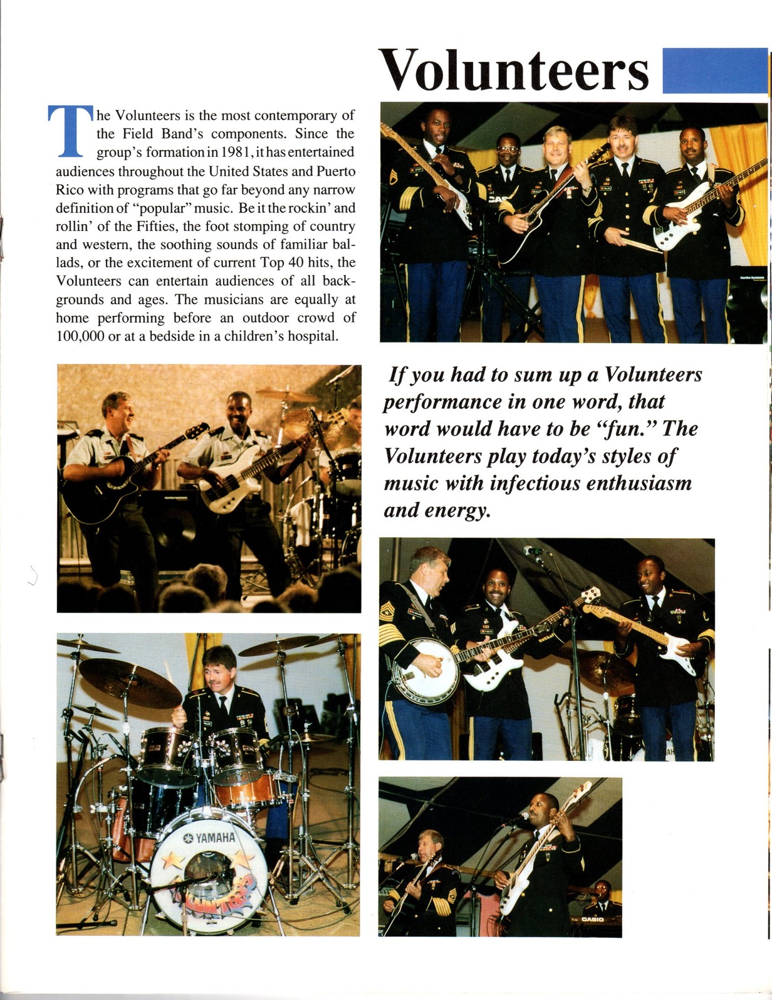 Volunteers
The Volunteers is the most contemporary of
the Field Band's components. Since the
group's formation in 1981, it has entertained
audiences throughout the United States and Puerto
Rico with programs that go far beyond any narrow
definition of "popular" music. Be it the rockin' and
rollin' of the Fifties, the foot stomping of country
and western, the soothing sounds of familiar bal-
lads, or the excitement of current Top 40 hits, the
Volunteers can entertain audiences of all back-
grounds and ages. The musicians are equally at
home performing before an outdoor crowd of
100,000 or at a bedside in a children's hospital.
CAS
Hartke Systems
If you had to sum up a Volunteers
performance in one word, that
word would have to be "fun." The
Volunteers play today's styles of
music with infectious enthusiasm
and energy.
YAMAHA
YAMAH
CASIO